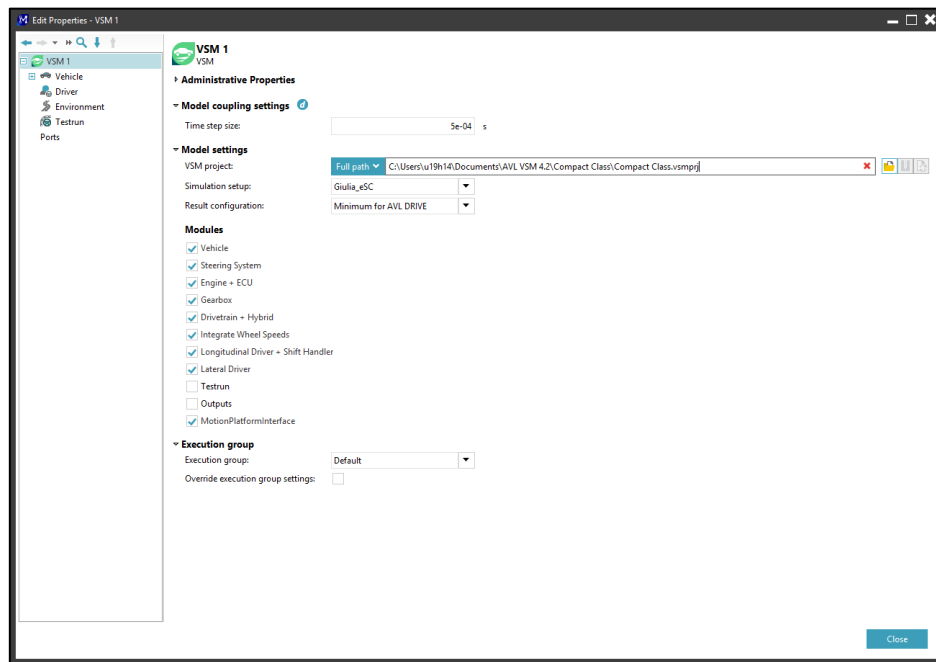 Edit Properties - VSM 1
VSM 1
Vehicle
Driver
Environment
Testrun
Ports
VSM 1
VSM
Administrative Properties
Model coupling settings
Time step size: 5e-04 s
Model settings
VSM project: Full path C:\Users\u19h14\Documents\AVL VSM 4.2\Compact Class\Compact Class.vsmprj
Simulation setup: Giulia_eSC
Result configuration: Minimum for AVL DRIVE
Modules
Vehicle
Steering System
Engine + ECU
Gearbox
Drivetrain + Hybrid
Integrate Wheel Speeds
Longitudinal Driver + Shift Handler
Lateral Driver
Testrun
Outputs
MotionPlatformInterface
Execution group
Execution group: Default
Override execution group settings:
Close